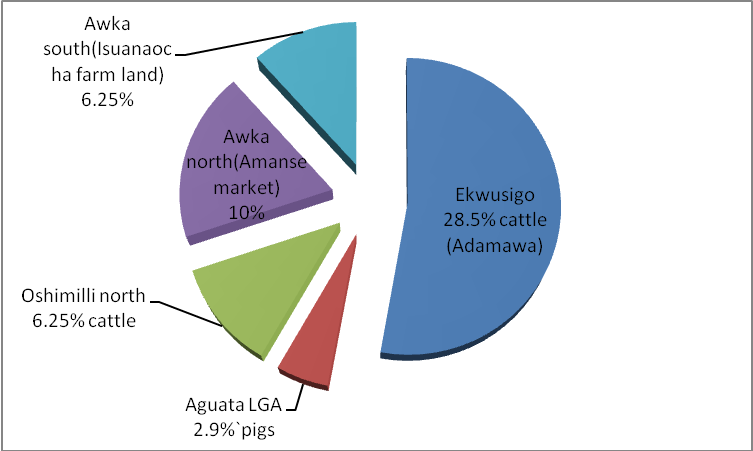 Awka
south(Isuanaoc
ha farm land)
6.25%
Awka
north(Amanse
market)
10%
Ekwusigo
28.5% cattle
(Adamawa)
Oshimilli north
6.25% cattle
Aguata LGA
2.9%`pigs